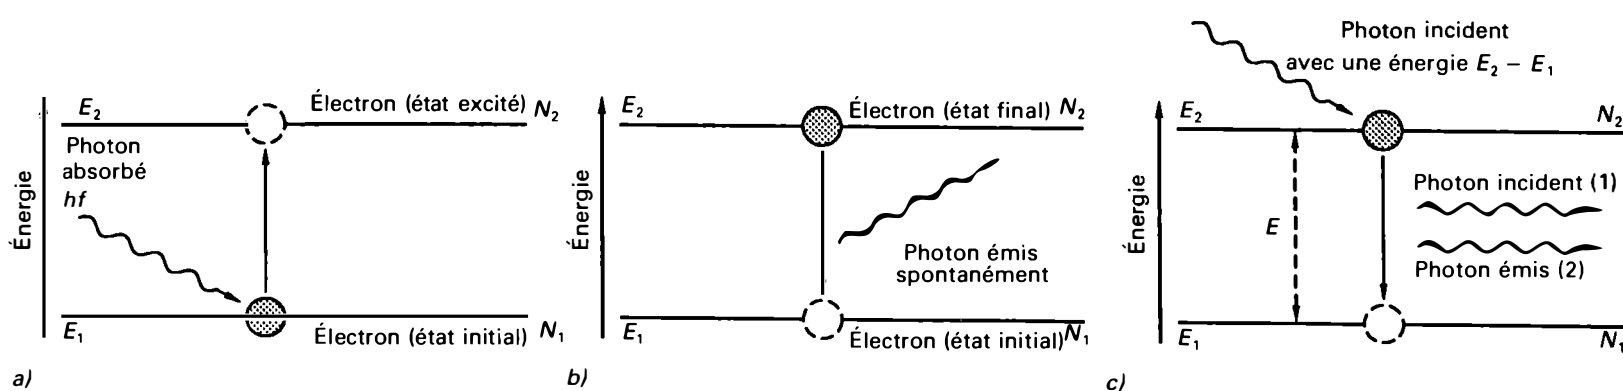 Énergie
E₂
Électron (état excité)
N₂
Photon
absorbé
hf
E₁
Électron (état initial)
N₁
a)
Énergie
E₂
Électron (état final)
N₂
Photon émis
spontanément
E₁
Électron (état initial)
N₁
b)
Photon incident
avec une énergie E₂ – E₁
Énergie
E₂
N₂
Photon incident (1)
E
Photon émis (2)
E₁
N₁
c)